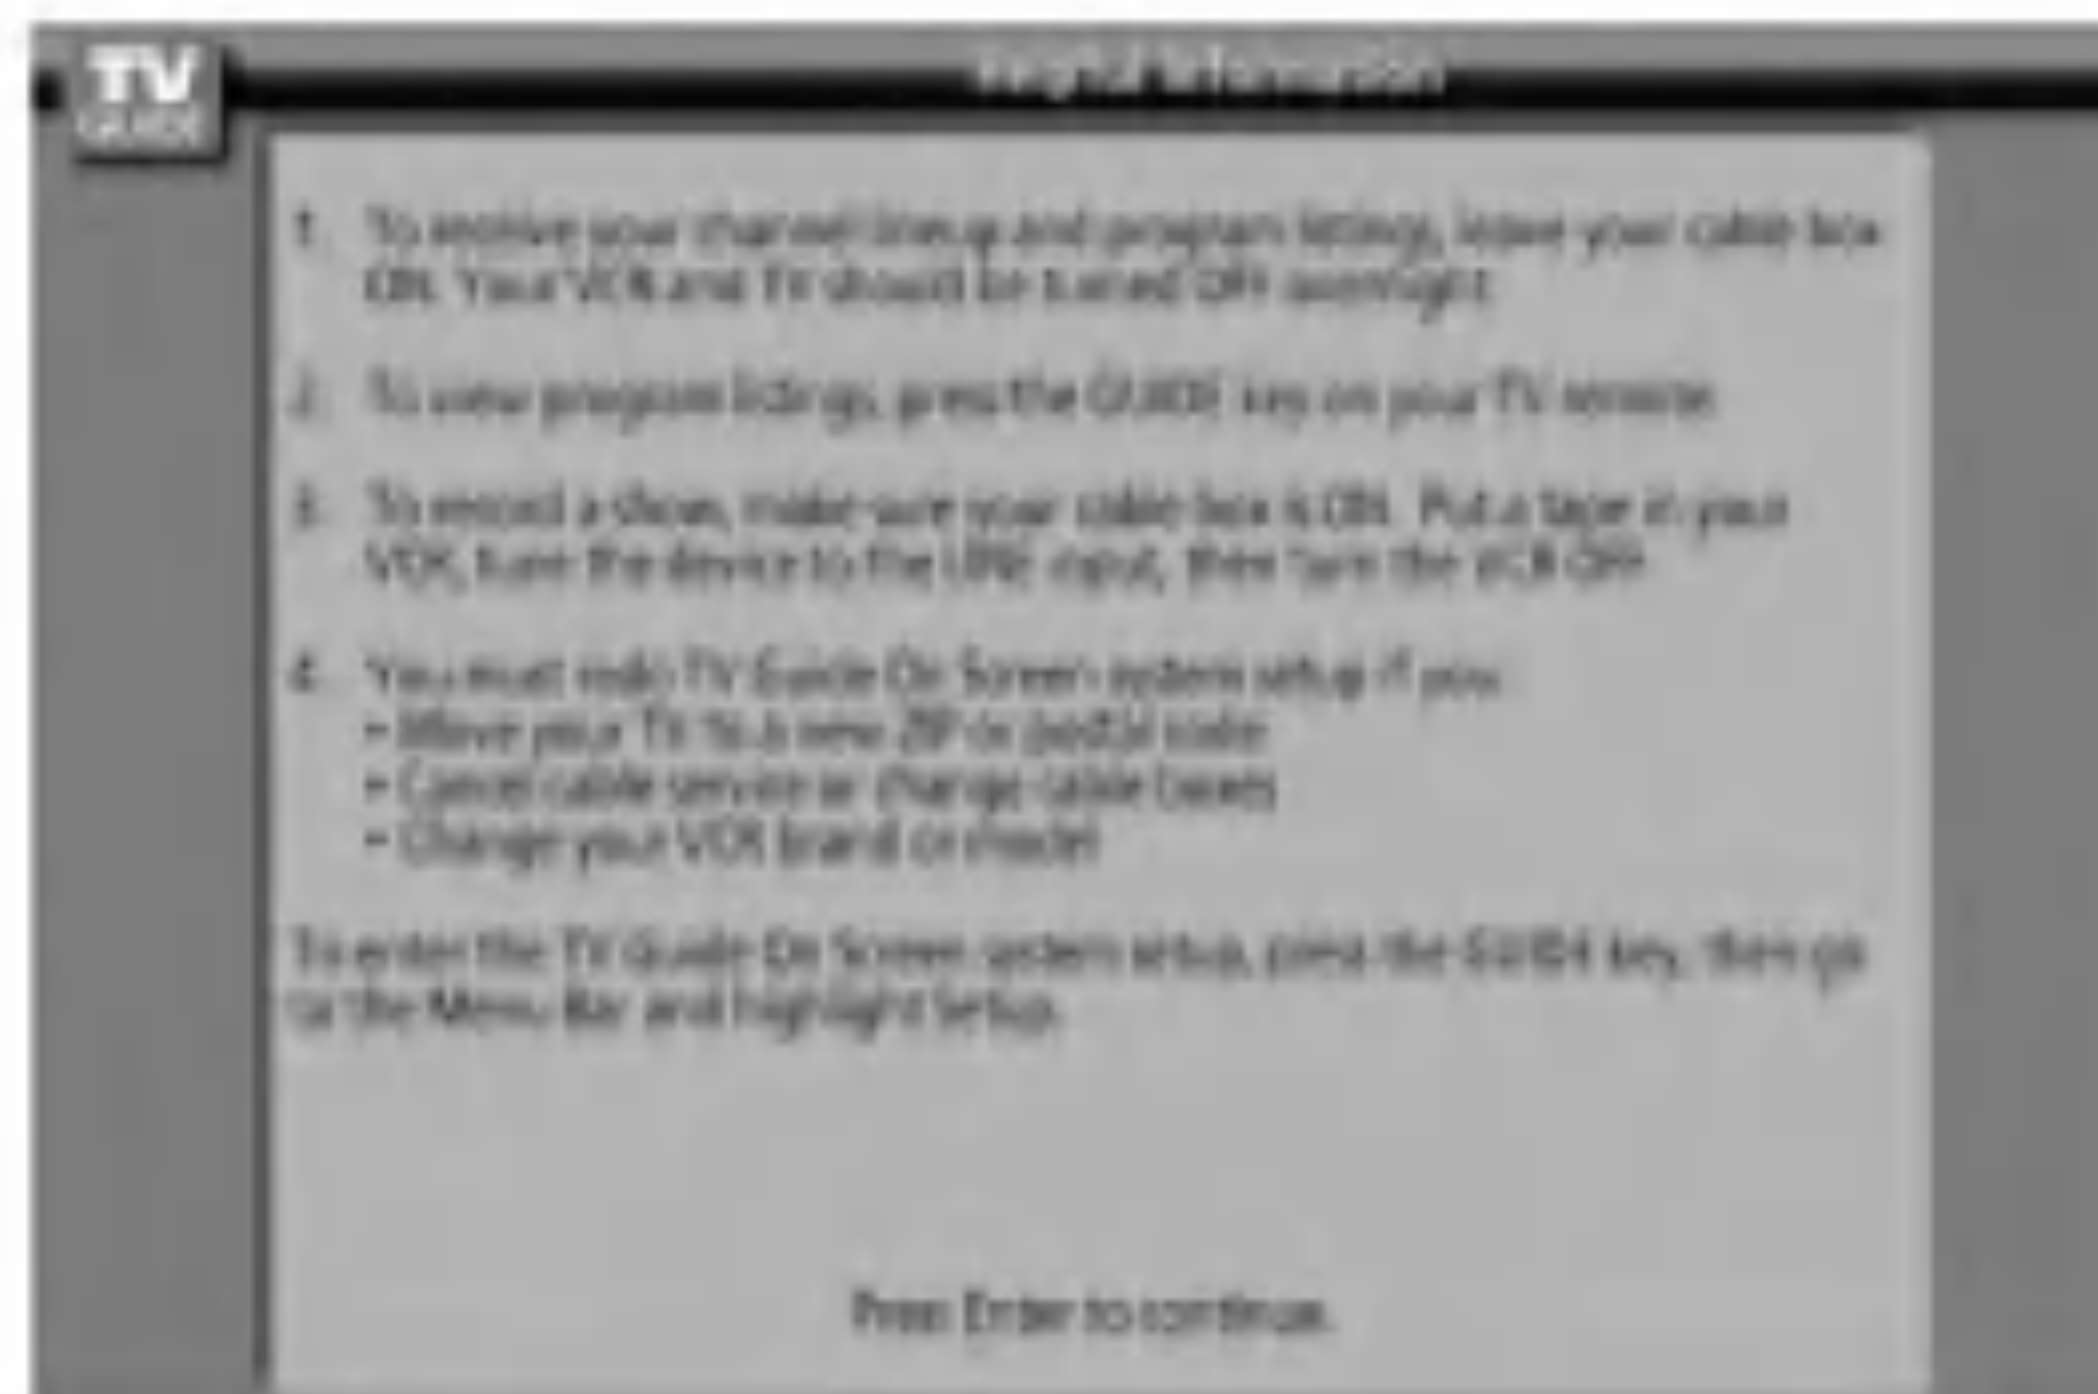 TV
GUIDE
Helpful Information
1. To receive your channel lineup and program listings, leave your cable box
ON. Your VCR and TV should be turned OFF overnight.
2. To view program listings, press the GUIDE key on your TV remote.
3. To record a show, make sure your cable box is ON. Put a tape in your
VCR, tune the device to the LINE input, then turn the VCR OFF.
4. You must redo TV Guide On Screen system setup if you:
• Move your TV to a new ZIP or postal code
• Cancel cable service or change cable boxes
• Change your VCR brand or model
To enter the TV Guide On Screen system setup, press the GUIDE key, then go
to the Menu Bar and highlight Setup.
Press Enter to continue.